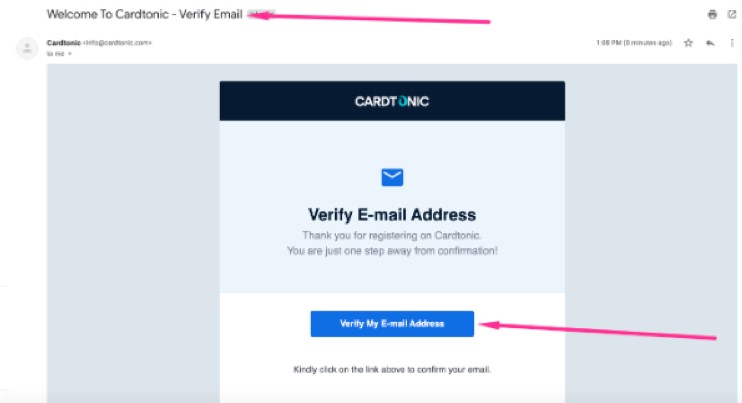 Welcome To Cardtonic - Verify Email
Cardtonic <info@cardtonic.com>
to me
1:08 PM (0 minutes ago)
CARDTONIC
Verify E-mail Address
Thank you for registering on Cardtonic.
You are just one step away from confirmation!
Verify My E-mail Address
Kindly click on the link above to confirm your email.